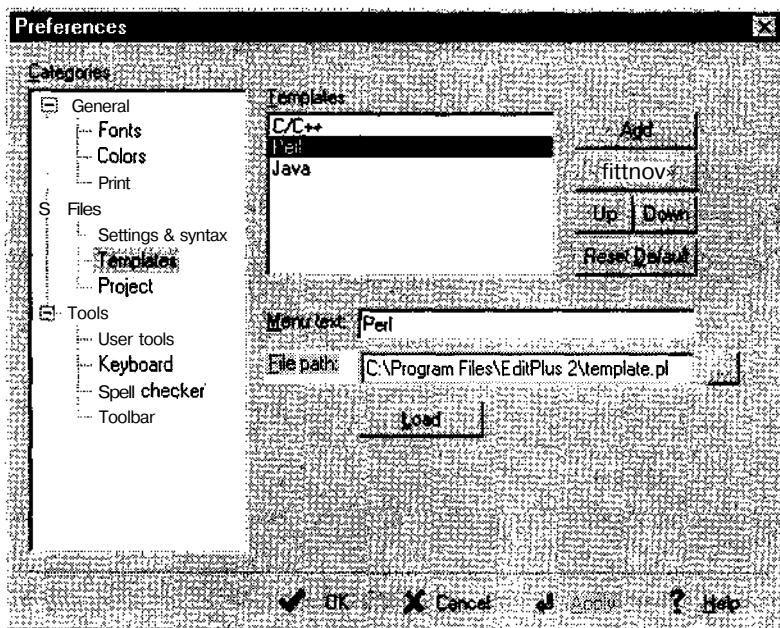 Preferences
Categories
General
Fonts
Colors
Print
S Files
Settings & syntax
Templates
Project
Tools
User tools
Keyboard
Spell checker
Toolbar
Templates
C/C++
Perl
Java
Add
fittnov
Up Down
Reset Default
Menu text: Perl
File path: C:\Program Files\EditPlus 2\template.pl
...
Load
OK Cancel Apply Help